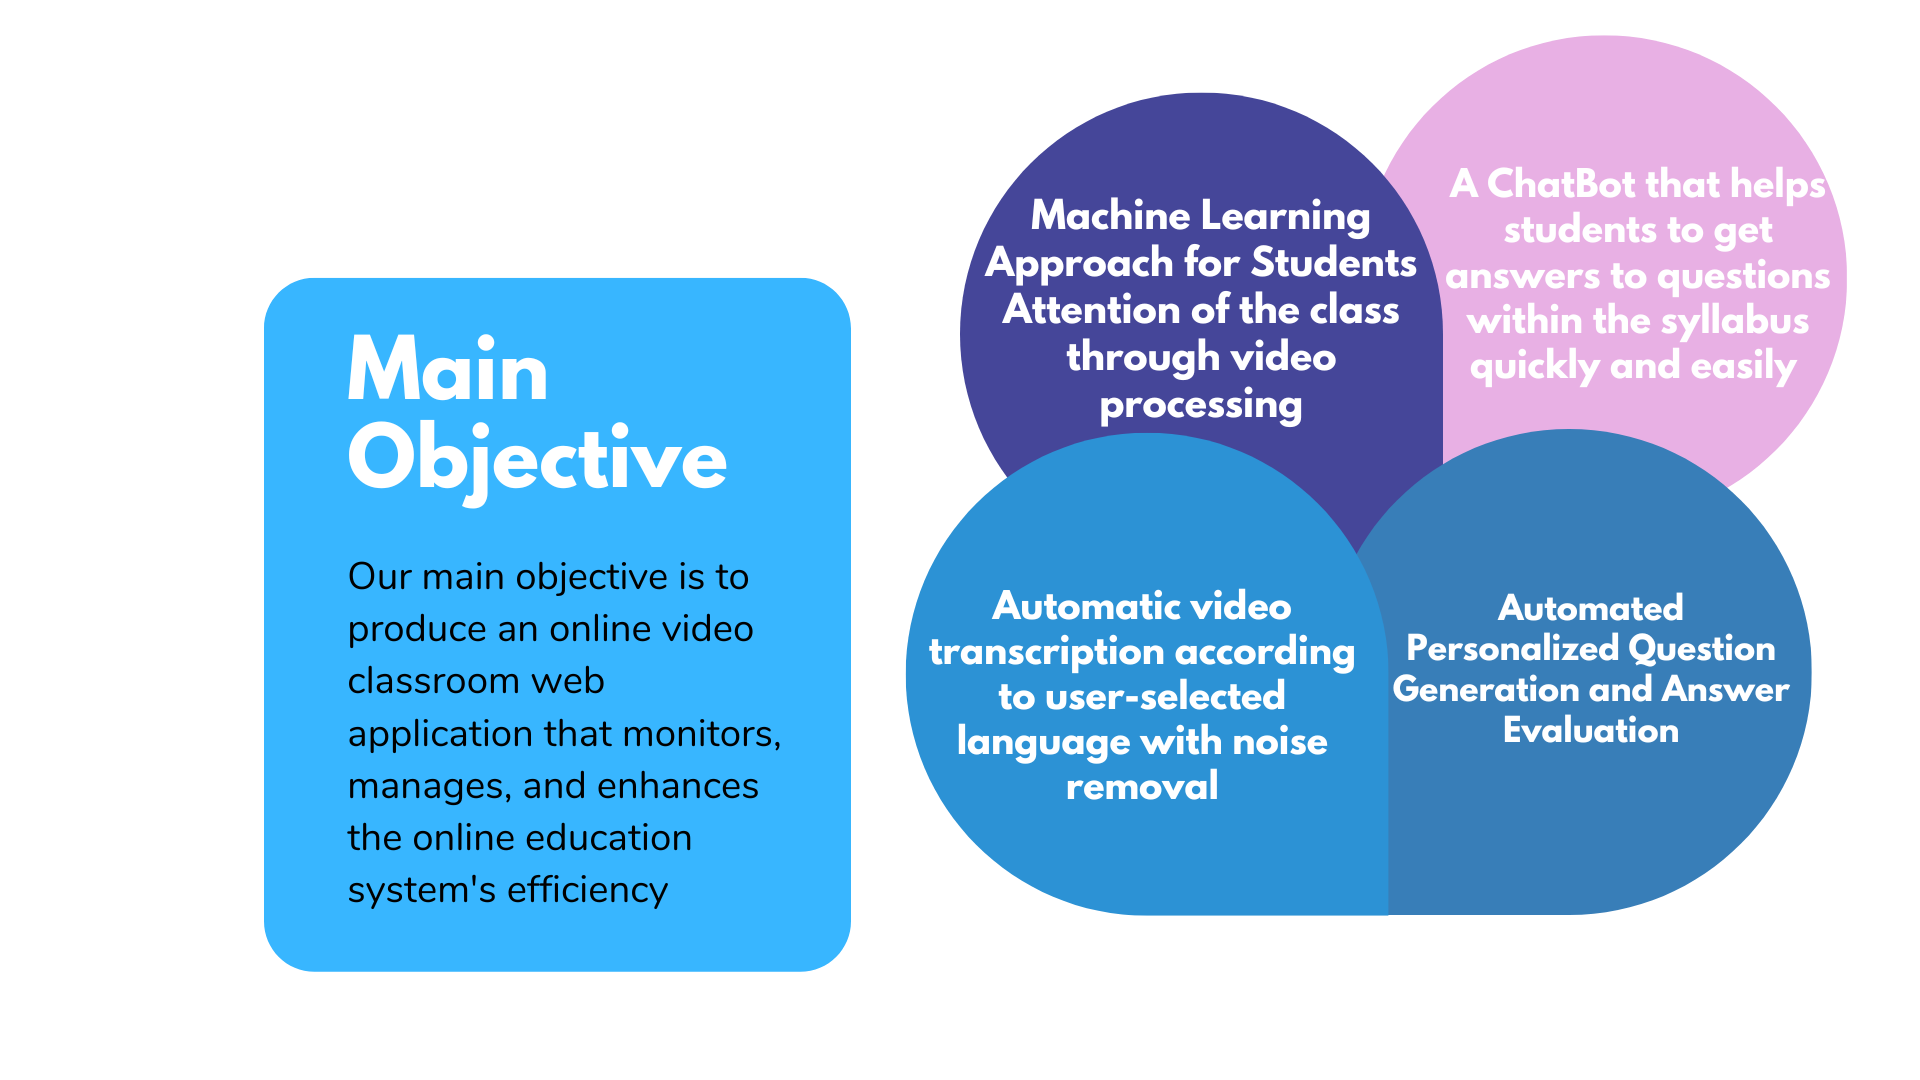 Main
Objective
Our main objective is to
produce an online video
classroom web
application that monitors,
manages, and enhances
the online education
system's efficiency
Machine Learning
Approach for Students
Attention of the class
through video
processing
A ChatBot that helps
students to get
answers to questions
within the syllabus
quickly and easily
Automatic video
transcription according
to user-selected
language with noise
removal
Automated
Personalized Question
Generation and Answer
Evaluation